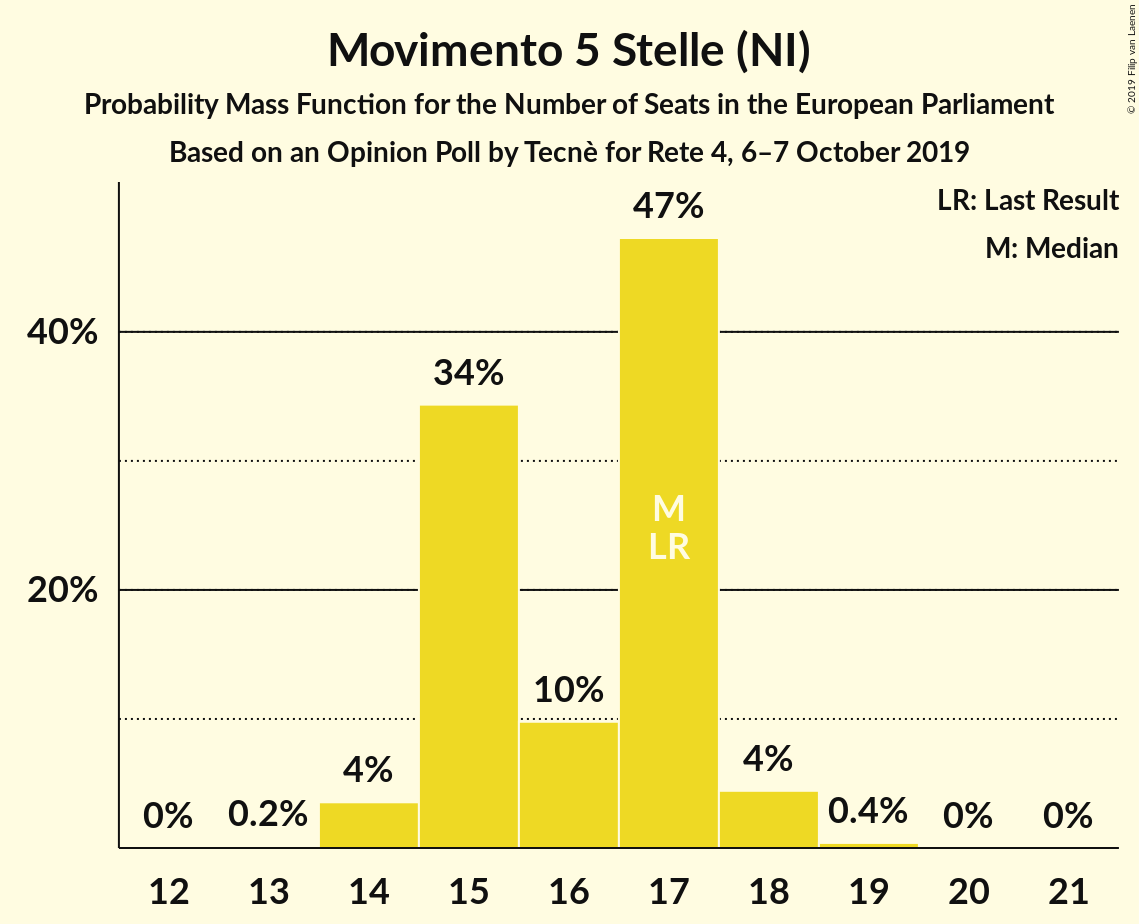 Movimento 5 Stelle (NI)
Probability Mass Function for the Number of Seats in the European Parliament
Based on an Opinion Poll by Tecnè for Rete 4, 6–7 October 2019
© 2019 Filip van Laenen
LR: Last Result
M: Median
40%
20%
0%
0.2%
4%
34%
10%
47%
M
LR
4%
0.4%
0%
0%
12 13 14 15 16 17 18 19 20 21